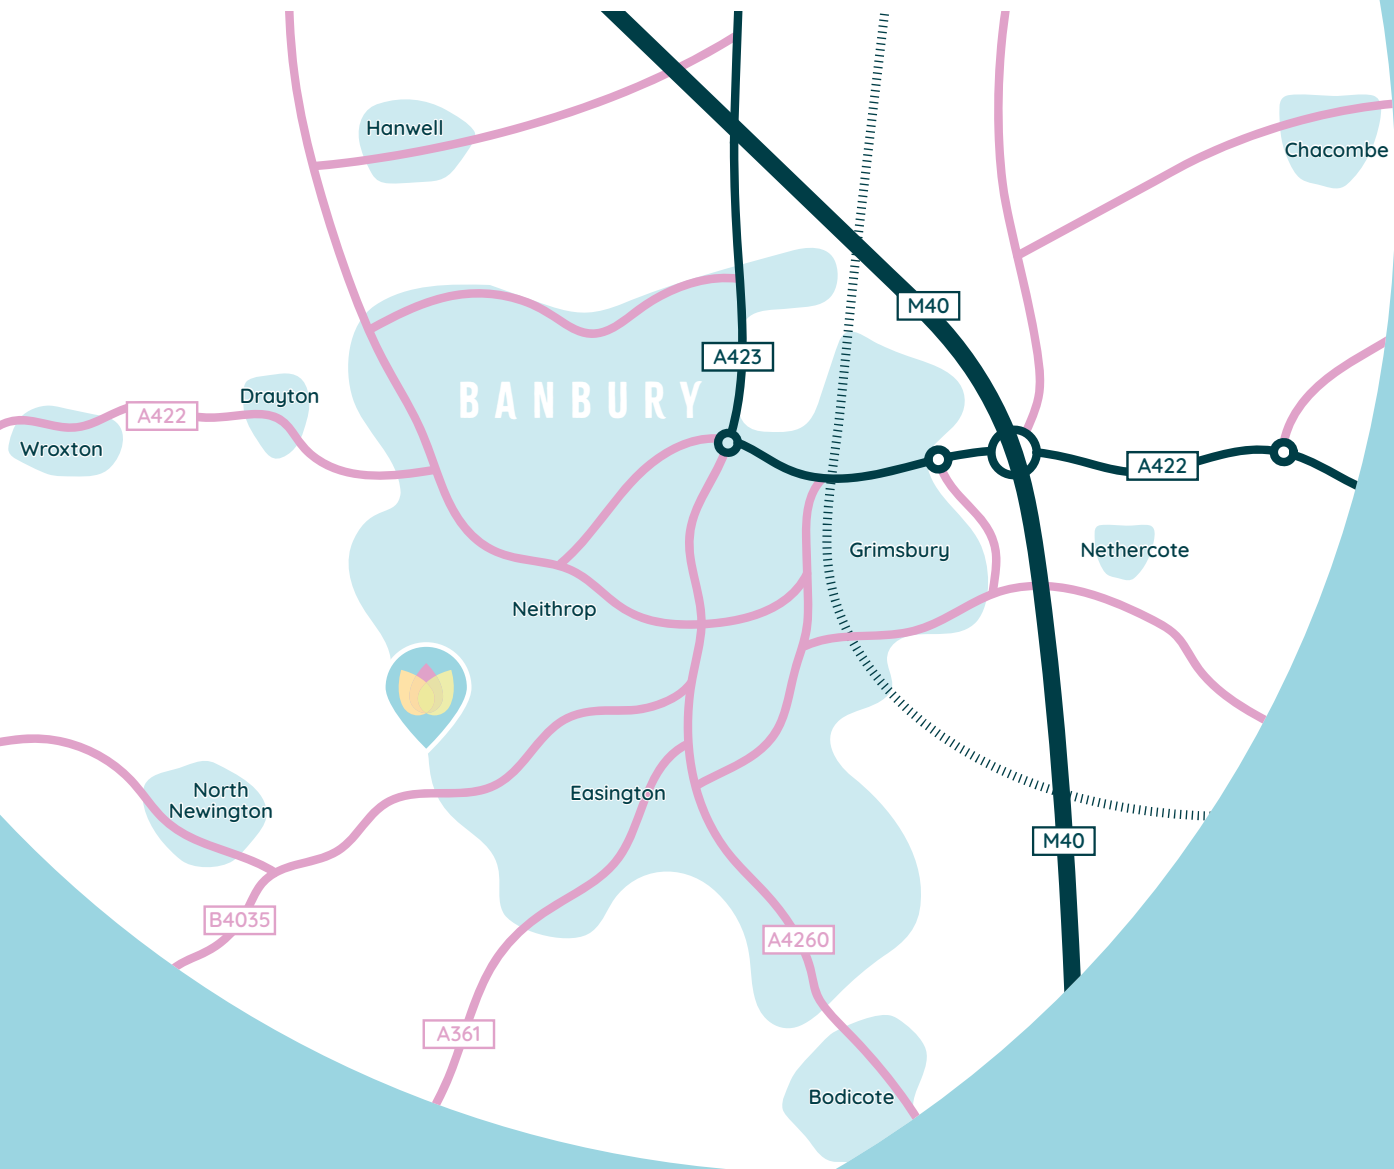 Hanwell
Chacombe
M40
A423
Drayton
BANBURY
A422
Wroxton
A422
Grimsbury
Nethercote
Neithrop
North
Newington
Easington
M40
B4035
A4260
A361
Bodicote